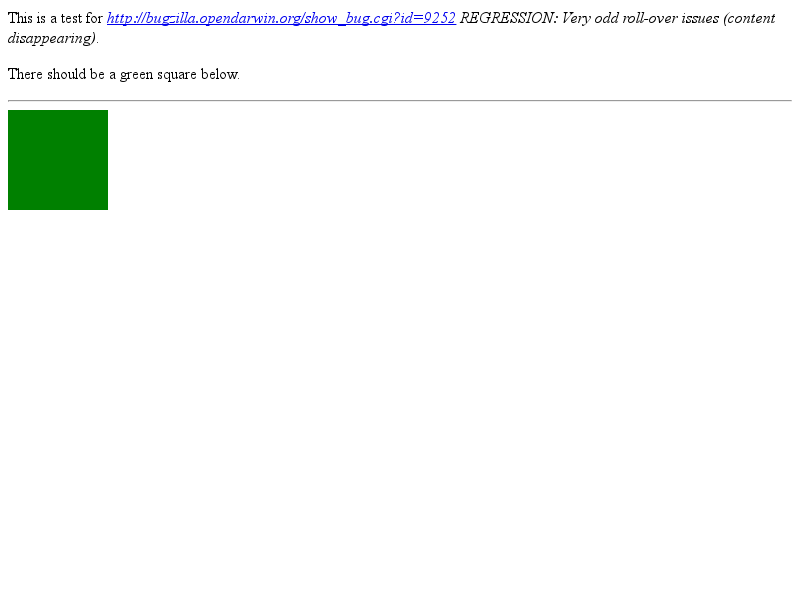 This is a test for http://bugzilla.opendarwin.org/show_bug.cgi?id=9252 REGRESSION: Very odd roll-over issues (content
disappearing).
There should be a green square below.